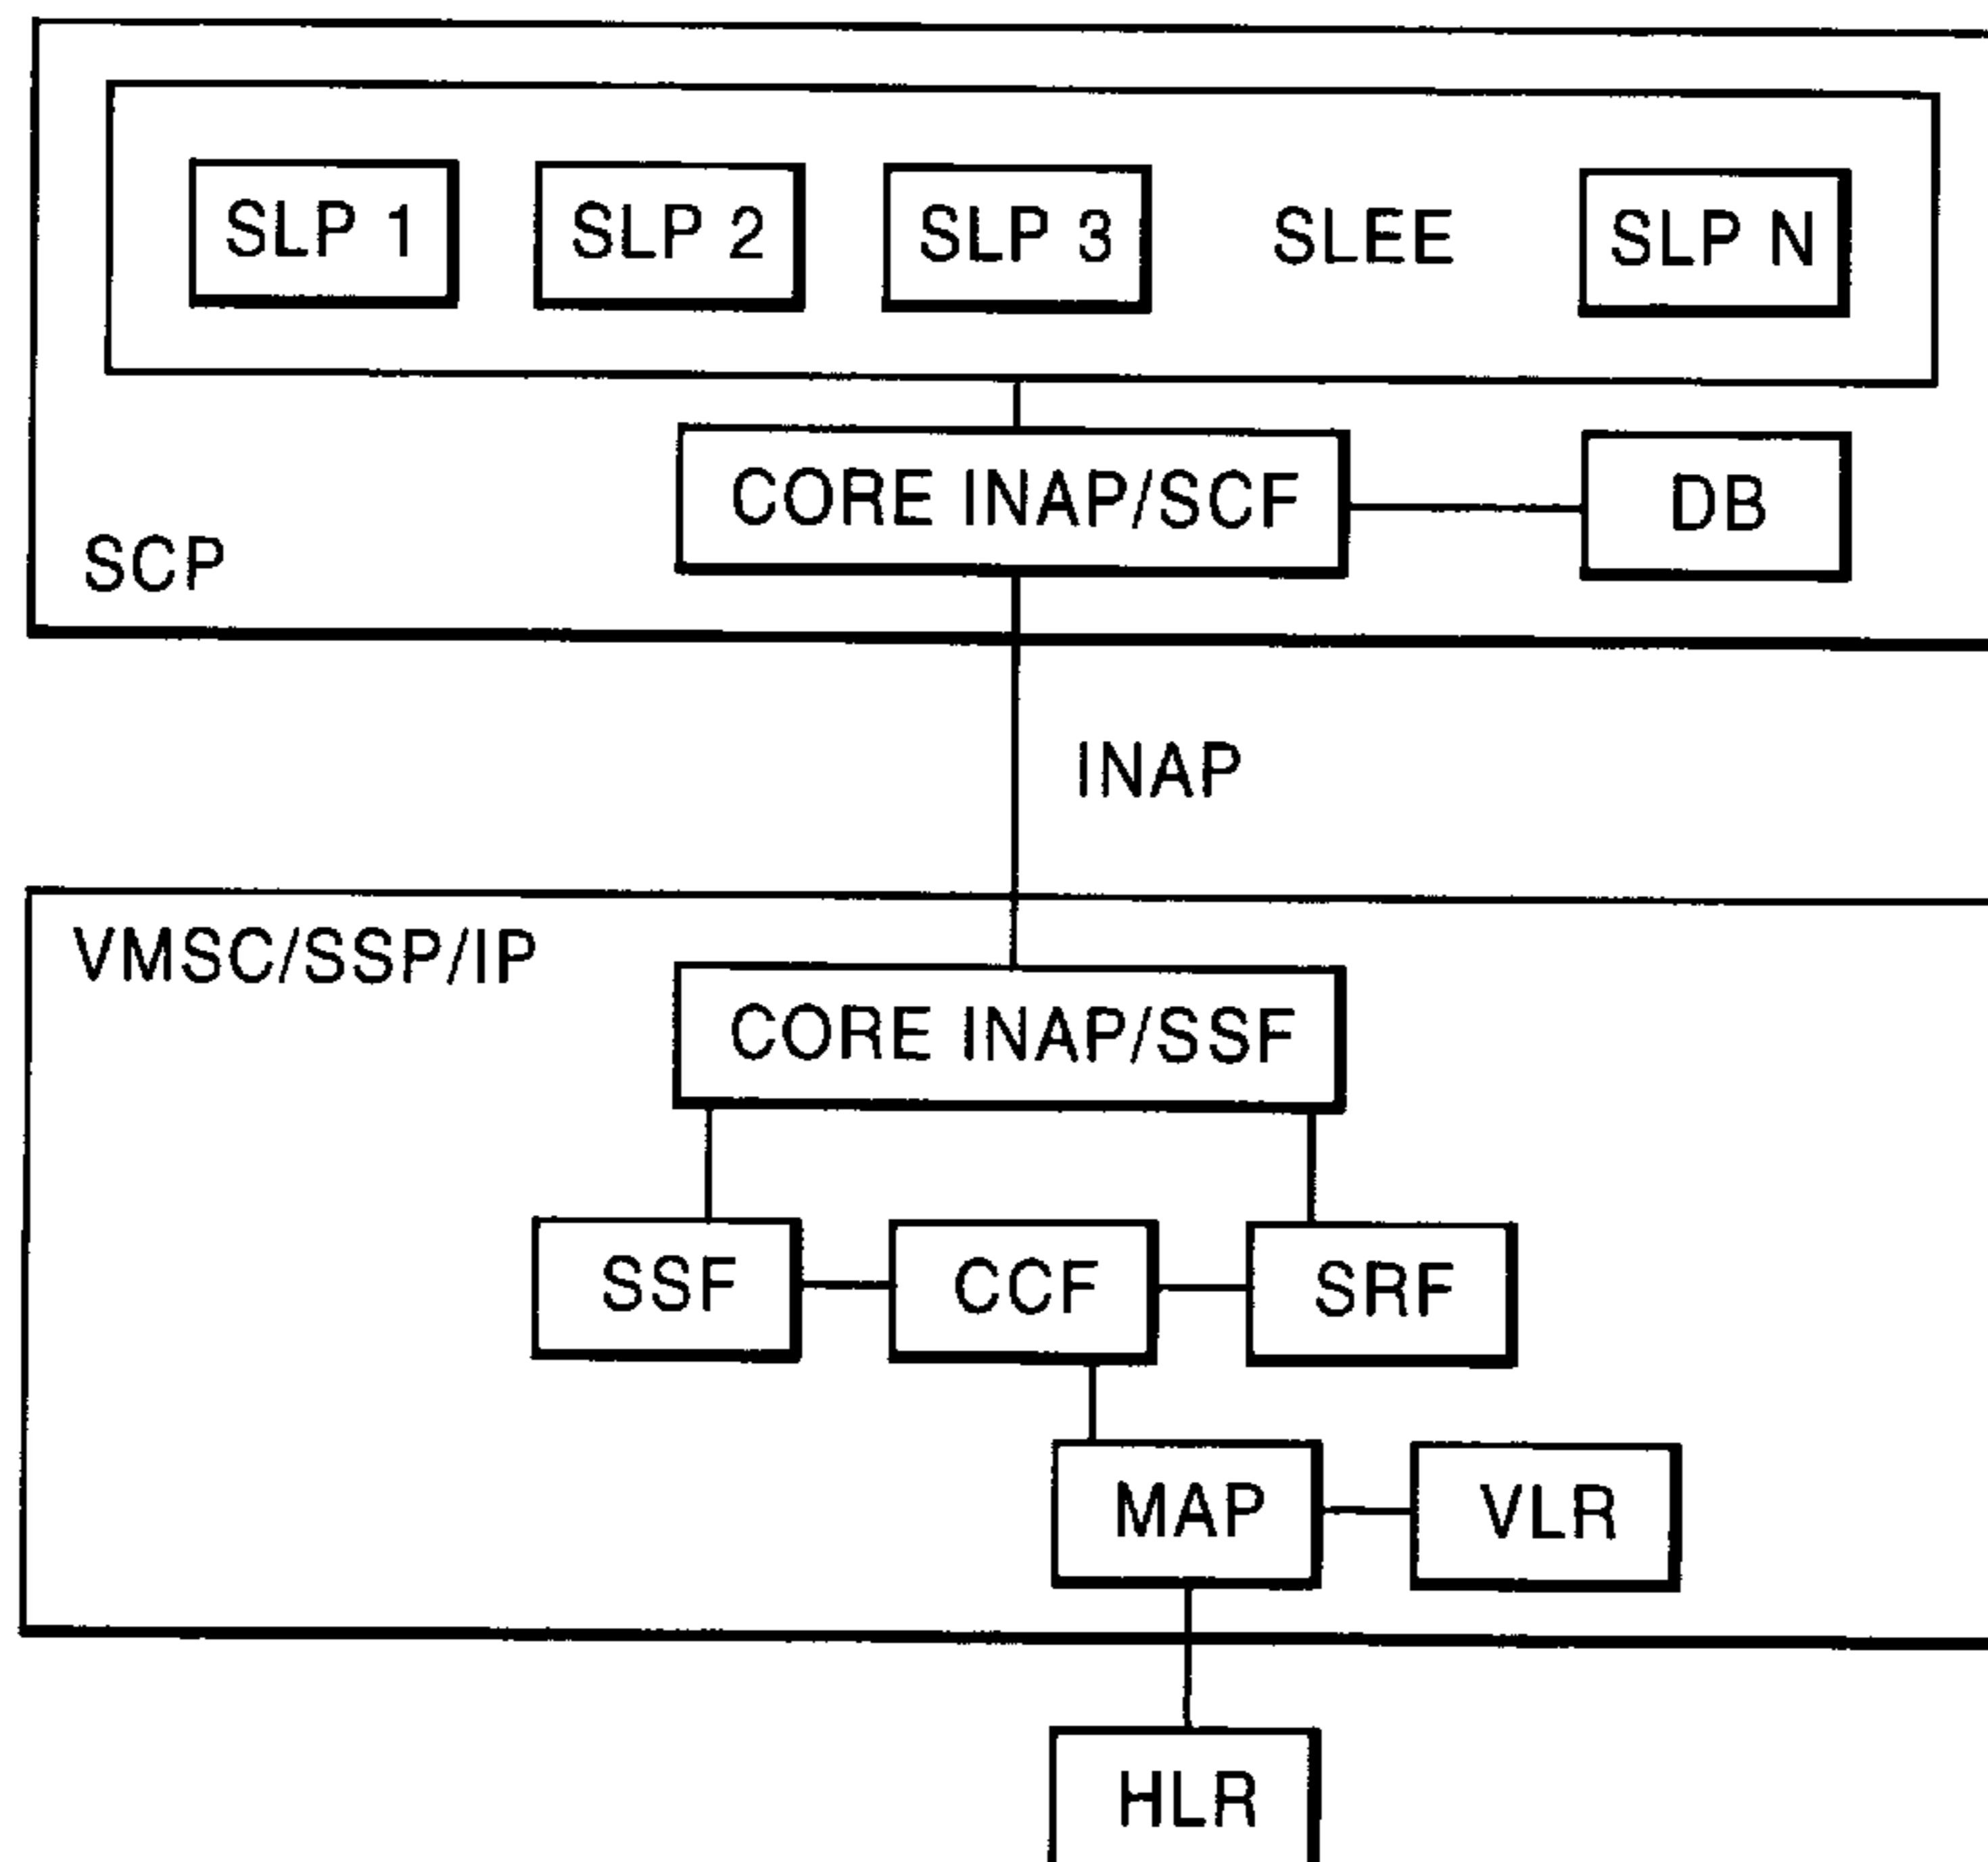 SLP 1
SLP 2
SLP 3
SLEE
SLP N
CORE INAP/SCF
DB
SCP
INAP
VMSC/SSP/IP
CORE INAP/SSF
SSF
CCF
SRF
MAP
VLR
HLR